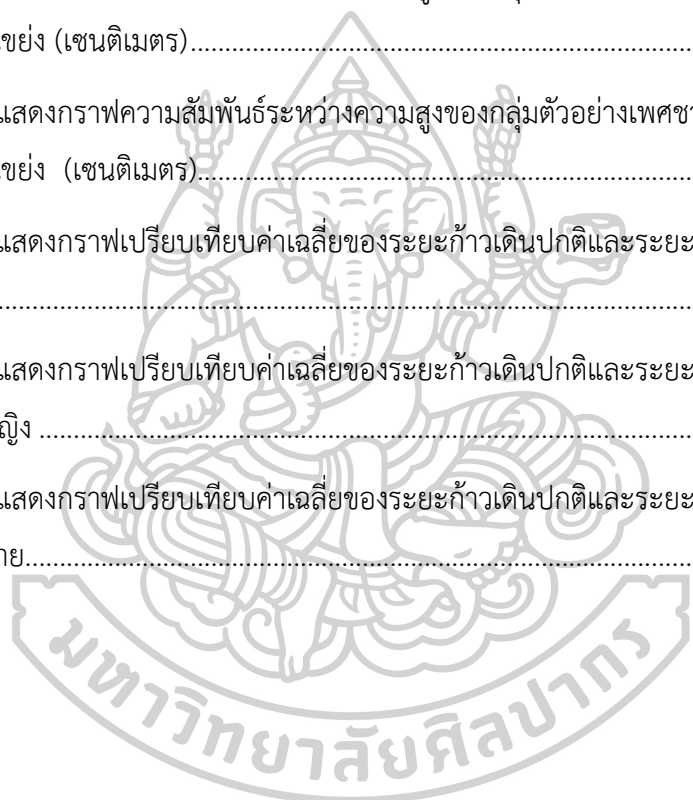 เขย่ง (เซนติเมตร)........................................................................
แสดงกราฟความสัมพันธ์ระหว่างความสูงของกลุ่มตัวอย่างเพศชา
เขย่ง (เซนติเมตร)........................................................................
แสดงกราฟเปรียบเทียบค่าเฉลี่ยของระยะก้าวเดินปกติและระยะ
........................................................................
แสดงกราฟเปรียบเทียบค่าเฉลี่ยของระยะก้าวเดินปกติและระยะ
ญิง ........................................................................
แสดงกราฟเปรียบเทียบค่าเฉลี่ยของระยะก้าวเดินปกติและระยะ
าย........................................................................
มหาวิทยาลัยศิลปากร